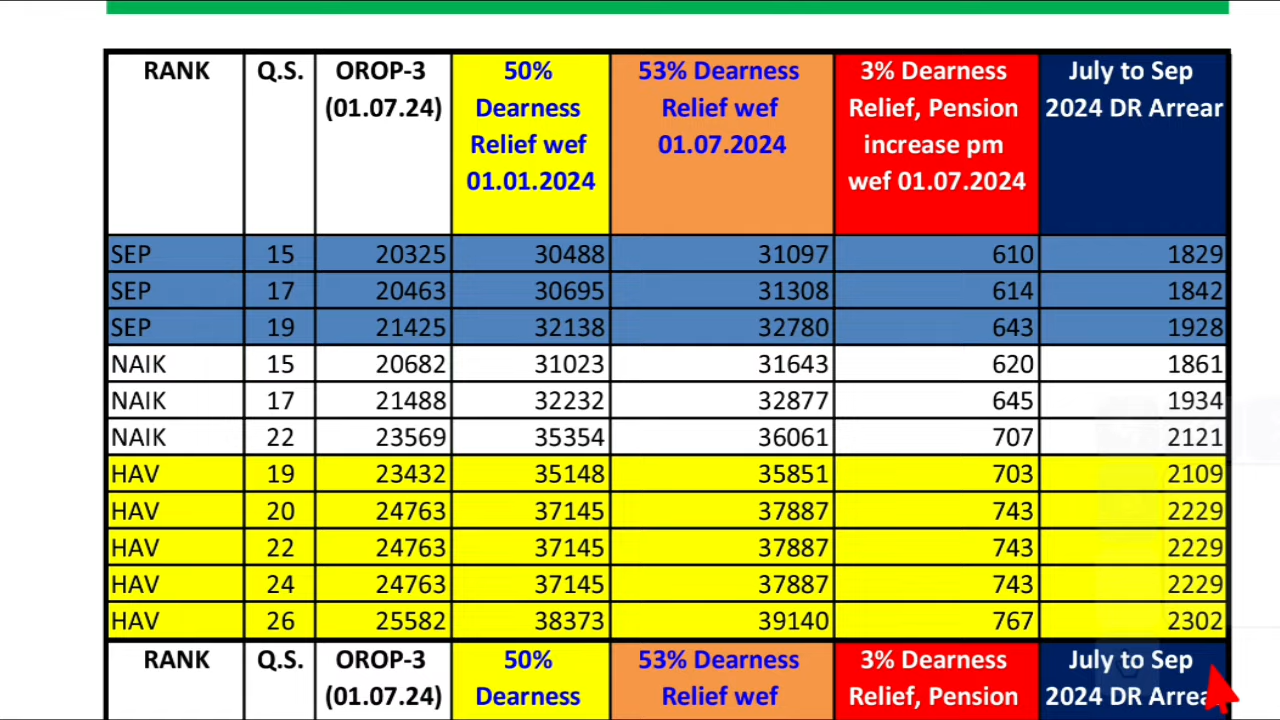 RANK Q.S. OROP-3 50% 53% Dearness 3% Dearness July to Sep
(01.07.24) Dearness Relief wef Relief, Pension 2024 DR Arrear
Relief wef 01.07.2024 increase pm
01.01.2024 wef 01.07.2024
SEP 15 20325 30488 31097 610 1829
SEP 17 20463 30695 31308 614 1842
SEP 19 21425 32138 32780 643 1928
NAIK 15 20682 31023 31643 620 1861
NAIK 17 21488 32232 32877 645 1934
NAIK 22 23569 35354 36061 707 2121
HAV 19 23432 35148 35851 703 2109
HAV 20 24763 37145 37887 743 2229
HAV 22 24763 37145 37887 743 2229
HAV 24 24763 37145 37887 743 2229
HAV 26 25582 38373 39140 767 2302
RANK Q.S. OROP-3 50% 53% Dearness 3% Dearness July to Sep
(01.07.24) Dearness Relief wef Relief, Pension 2024 DR Arrear